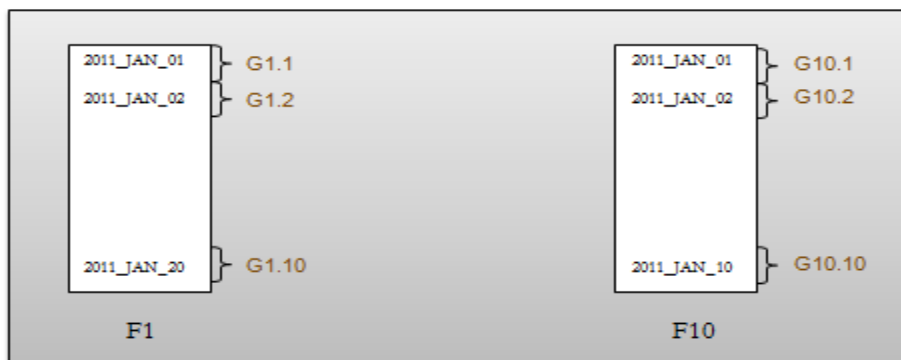 2011_JAN_01 G1.1
2011_JAN_02 G1.2
2011_JAN_20 G1.10
F1
2011_JAN_01 G10.1
2011_JAN_02 G10.2
2011_JAN_10 G10.10
F10